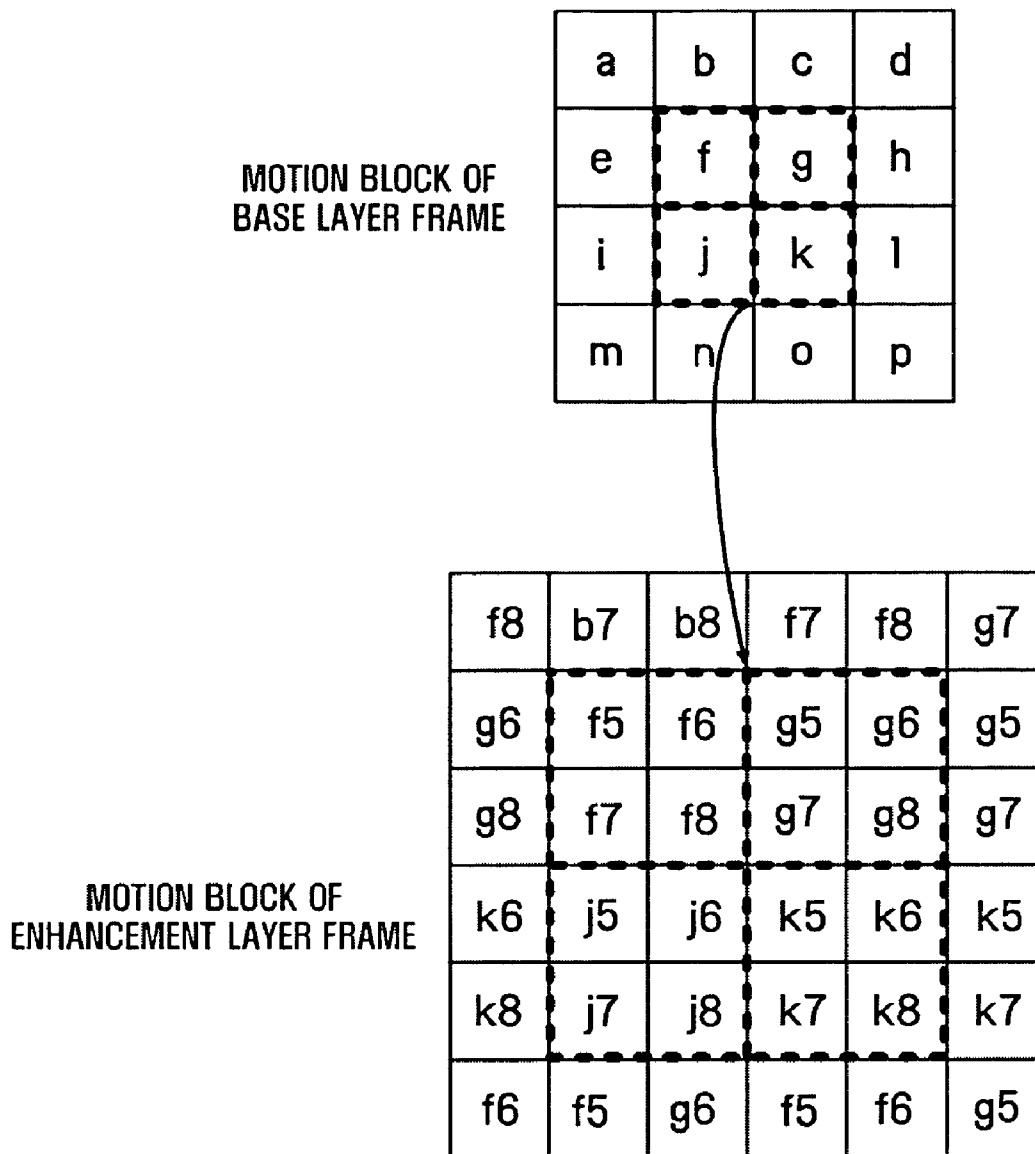 a b c d
e f g h
MOTION BLOCK OF
BASE LAYER FRAME
i j k l
m n o p
f8 b7 b8 f7 f8 g7
g6 f5 f6 g5 g6 g5
g8 f7 f8 g7 g8 g7
MOTION BLOCK OF
ENHANCEMENT LAYER FRAME
k6 j5 j6 k5 k6 k5
k8 j7 j8 k7 k8 k7
f6 f5 g6 f5 f6 g5